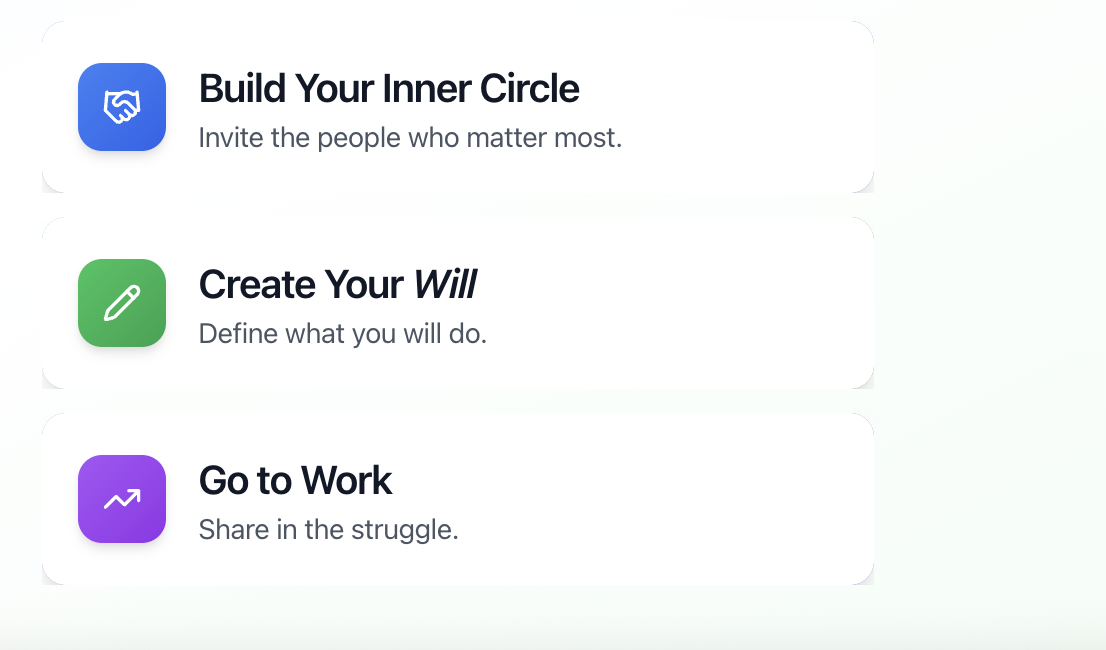 Build Your Inner Circle
Invite the people who matter most.
Create Your Will
Define what you will do.
Go to Work
Share in the struggle.